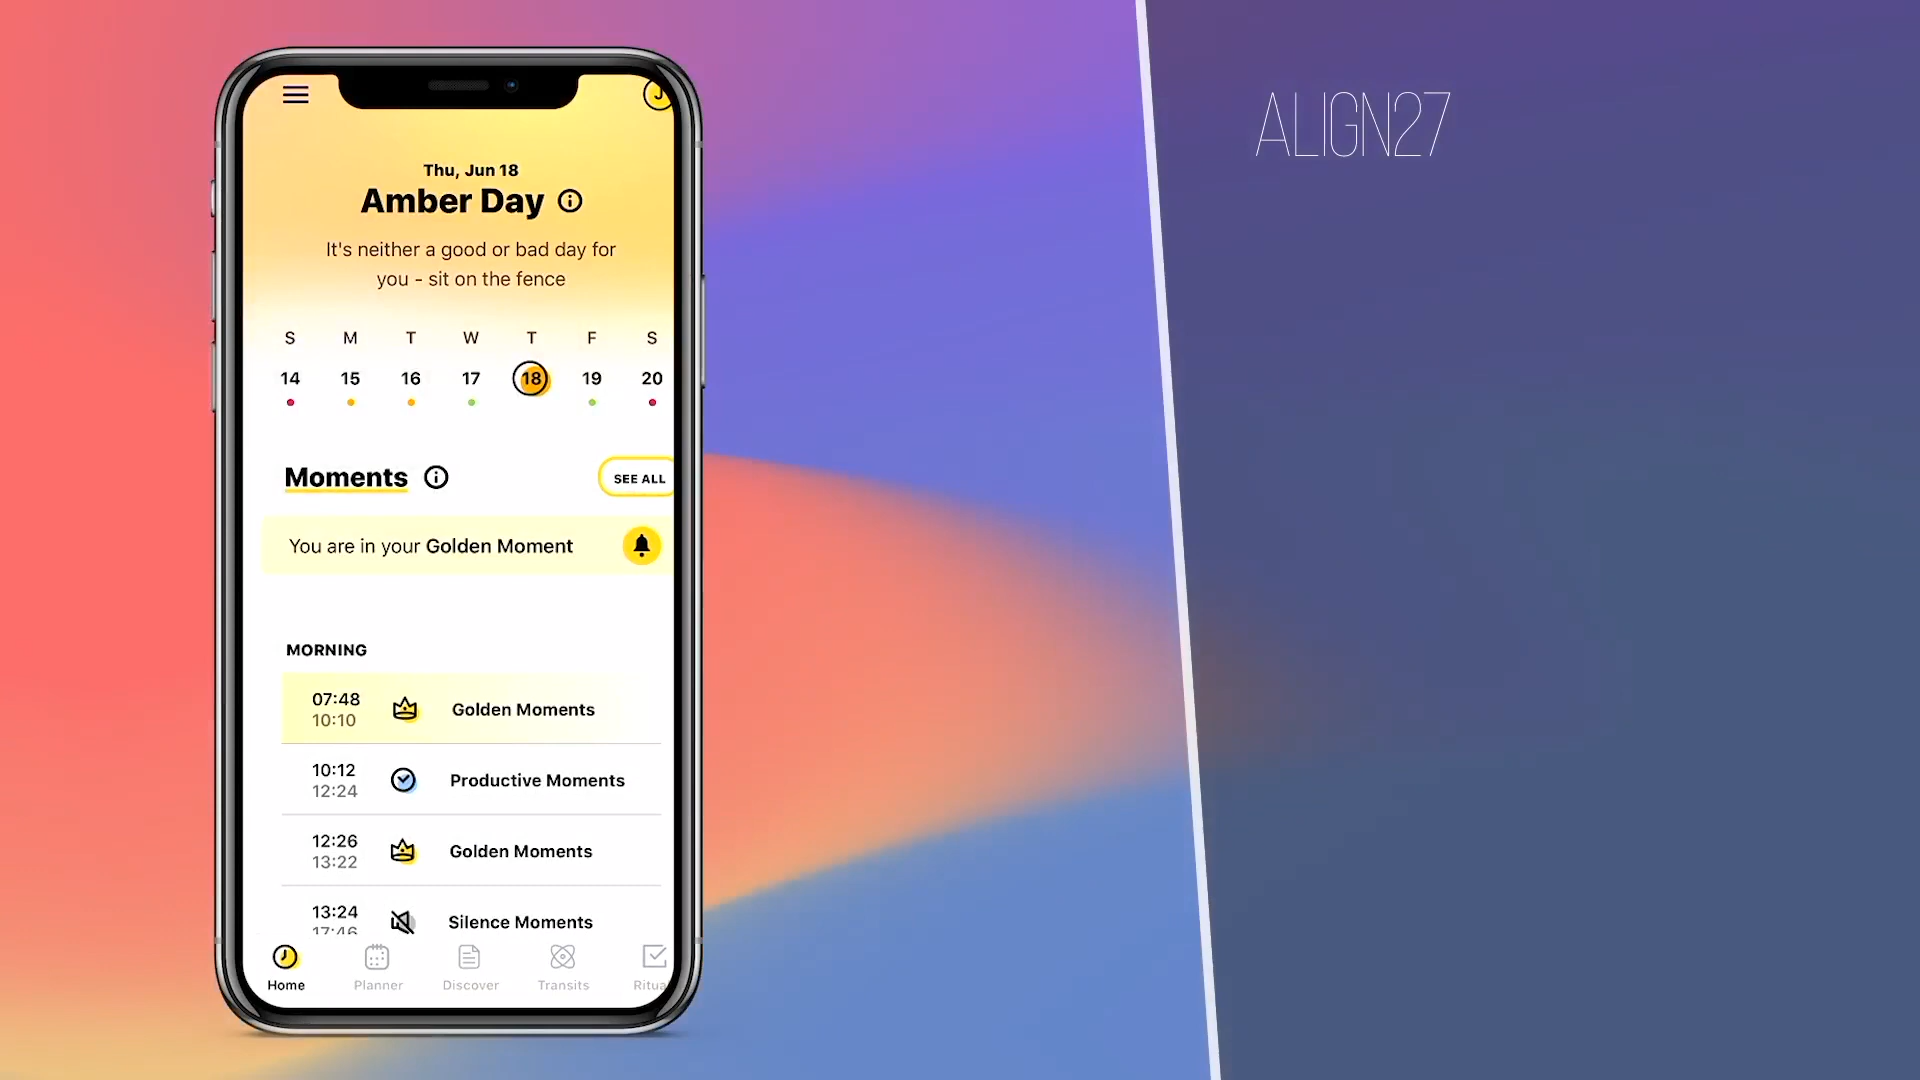 J
Thu, Jun 18
Amber Day
It's neither a good or bad day for
you - sit on the fence
S M T W T F S
14 15 16 17 18 19 20
Moments
SEE ALL
You are in your Golden Moment
MORNING
07:48
10:10
Golden Moments
10:12
12:24
Productive Moments
12:26
13:22
Golden Moments
13:24
17:46
Silence Moments
Home Planner Discover Transits Ritua
ALIGN27